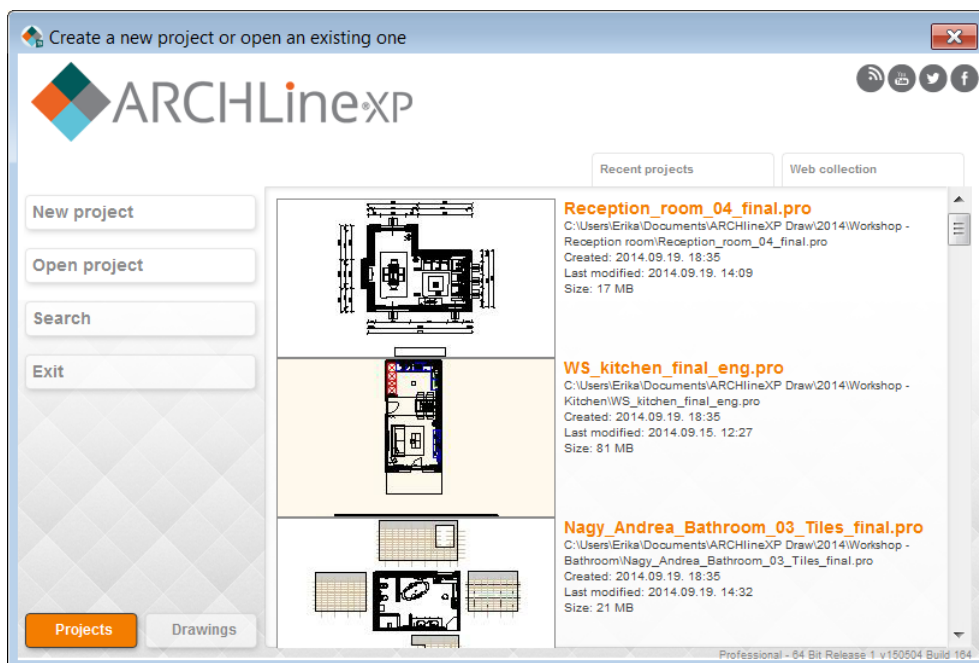 Create a new project or open an existing one
ARCHLine®XP
Recent projects
Web collection
New project
Open project
Search
Exit
Reception_room_04_final.pro
C:\Users\Erika\Documents\ARCHlineXP Draw\2014\Workshop -
Reception room\Reception_room_04_final.pro
Created: 2014.09.19. 18:35
Last modified: 2014.09.19. 14:09
Size: 17 MB
WS_kitchen_final_eng.pro
C:\Users\Erika\Documents\ARCHlineXP Draw\2014\Workshop -
Kitchen\WS_kitchen_final_eng.pro
Created: 2014.09.19. 18:35
Last modified: 2014.09.15. 12:27
Size: 81 MB
Nagy_Andrea_Bathroom_03_Tiles_final.pro
C:\Users\Erika\Documents\ARCHlineXP Draw\2014\Workshop -
Bathroom\Nagy_Andrea_Bathroom_03_Tiles_final.pro
Created: 2014.09.19. 18:35
Last modified: 2014.09.19. 14:32
Size: 21 MB
Projects
Drawings
Professional - 64 Bit Release 1 v150504 Build 164